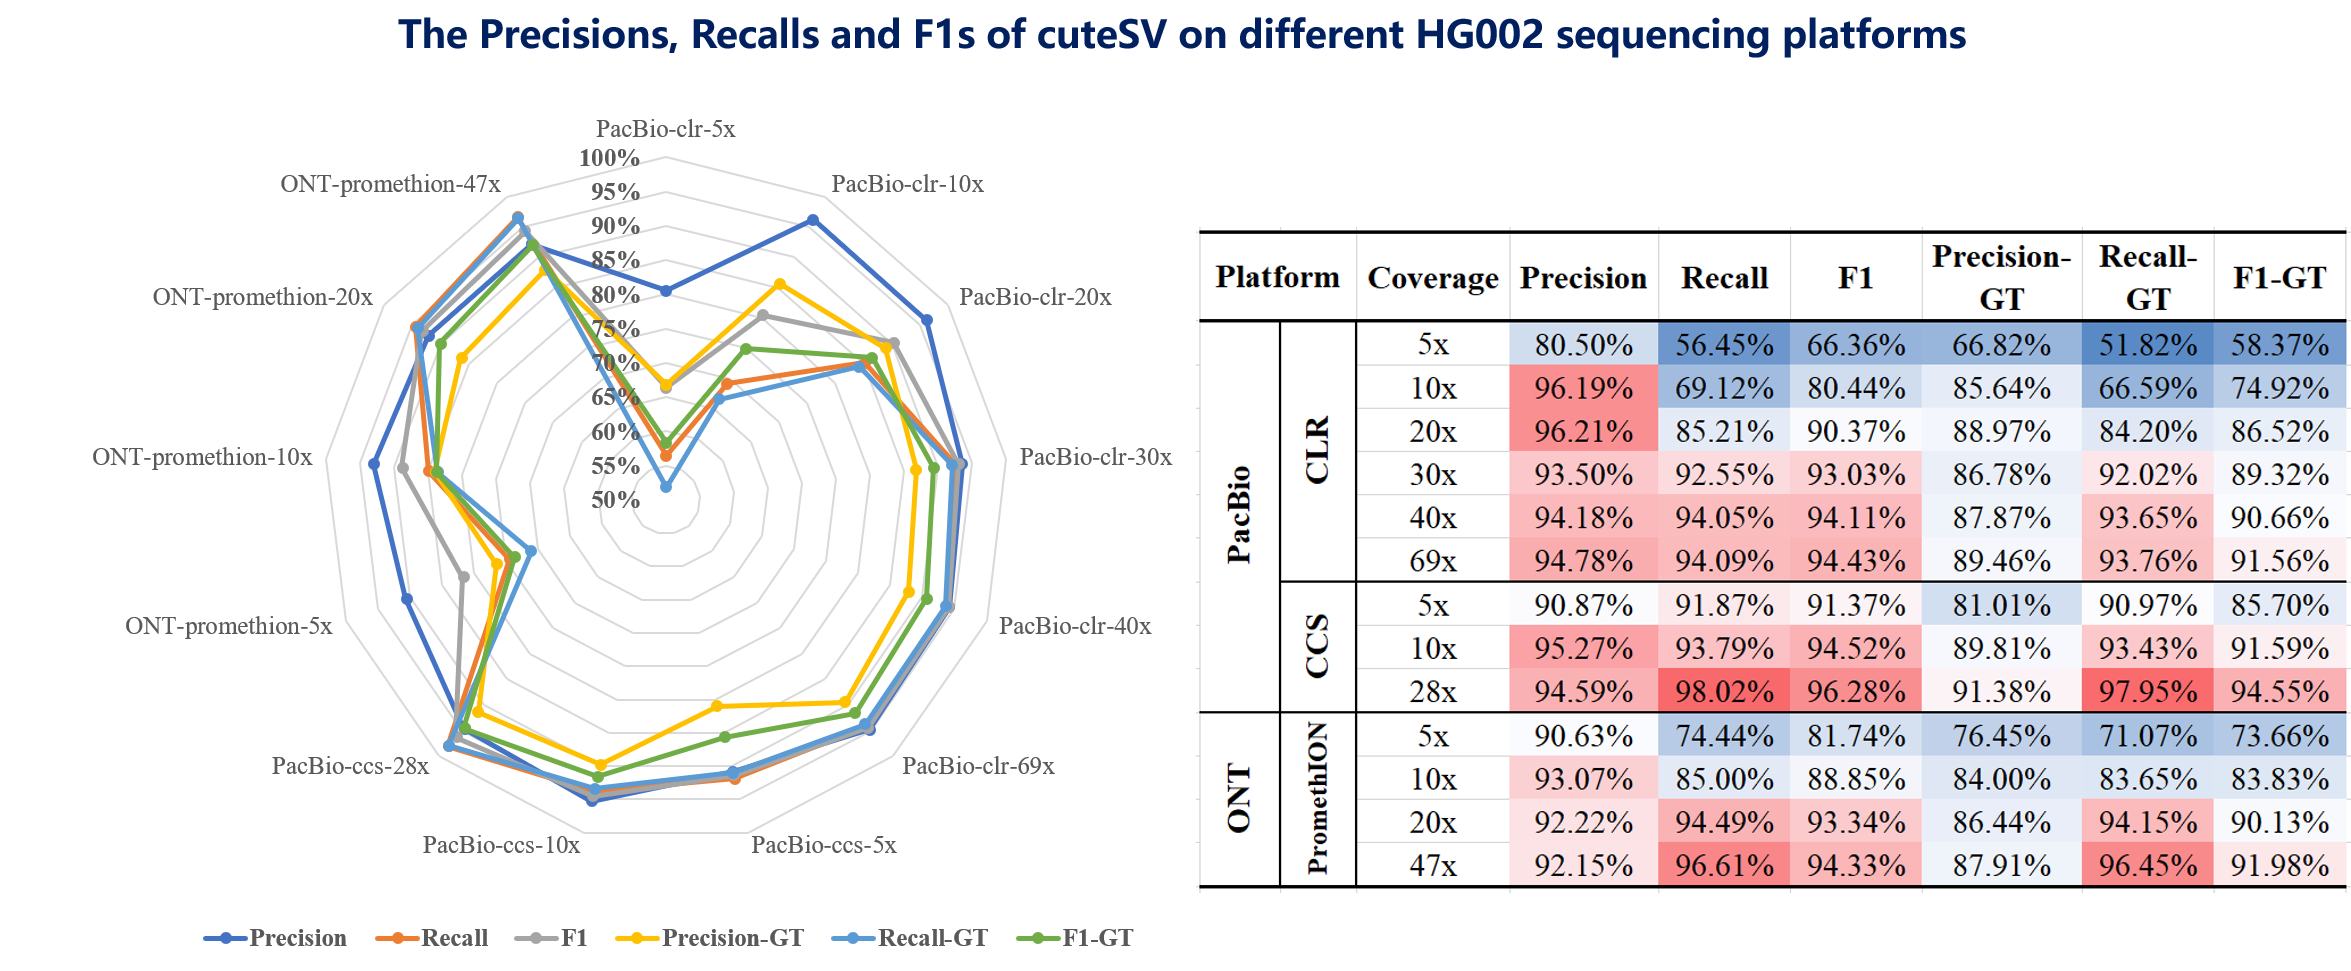 The Precisions, Recalls and F1s of cuteSV on different HG002 sequencing platforms
PacBio-clr-5x
PacBio-clr-10x
PacBio-clr-20x
PacBio-clr-30x
PacBio-clr-40x
PacBio-clr-69x
PacBio-ccs-5x
PacBio-ccs-10x
PacBio-ccs-28x
ONT-promethion-5x
ONT-promethion-10x
ONT-promethion-20x
ONT-promethion-47x
100%
95%
90%
85%
80%
75%
70%
65%
60%
55%
50%
Precision Recall F1 Precision-GT Recall-GT F1-GT
Platform Coverage Precision Recall F1 Precision-GT Recall-GT F1-GT
PacBio
CLR
5x 80.50% 56.45% 66.36% 66.82% 51.82% 58.37%
10x 96.19% 69.12% 80.44% 85.64% 66.59% 74.92%
20x 96.21% 85.21% 90.37% 88.97% 84.20% 86.52%
30x 93.50% 92.55% 93.03% 86.78% 92.02% 89.32%
40x 94.18% 94.05% 94.11% 87.87% 93.65% 90.66%
69x 94.78% 94.09% 94.43% 89.46% 93.76% 91.56%
CCS
5x 90.87% 91.87% 91.37% 81.01% 90.97% 85.70%
10x 95.27% 93.79% 94.52% 89.81% 93.43% 91.59%
28x 94.59% 98.02% 96.28% 91.38% 97.95% 94.55%
ONT
PromethION
5x 90.63% 74.44% 81.74% 76.45% 71.07% 73.66%
10x 93.07% 85.00% 88.85% 84.00% 83.65% 83.83%
20x 92.22% 94.49% 93.34% 86.44% 94.15% 90.13%
47x 92.15% 96.61% 94.33% 87.91% 96.45% 91.98%